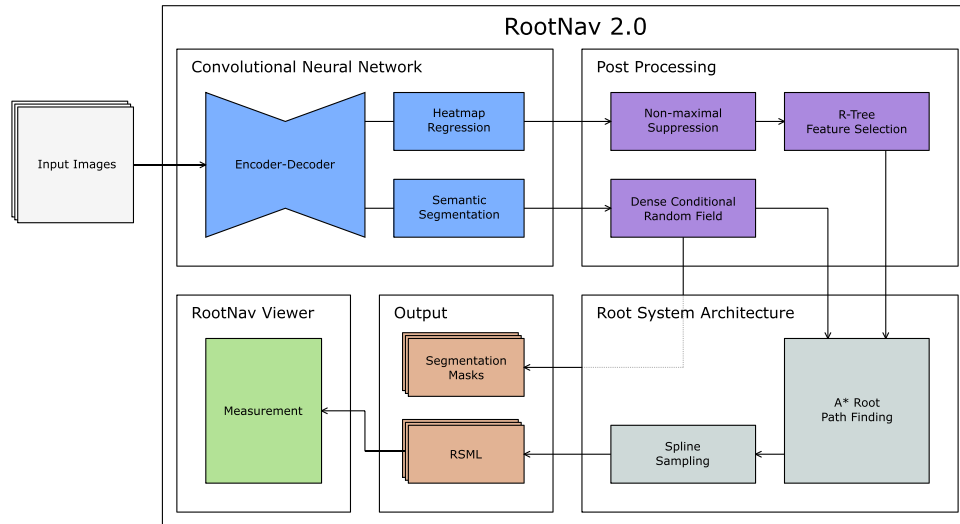 RootNav 2.0
Convolutional Neural Network
Post Processing
Input Images
Encoder-Decoder
Heatmap
Regression
Semantic
Segmentation
Non-maximal
Suppression
R-Tree
Feature Selection
Dense Conditional
Random Field
RootNav Viewer
Output
Root System Architecture
Measurement
Segmentation
Masks
RSML
Spline
Sampling
A* Root
Path Finding